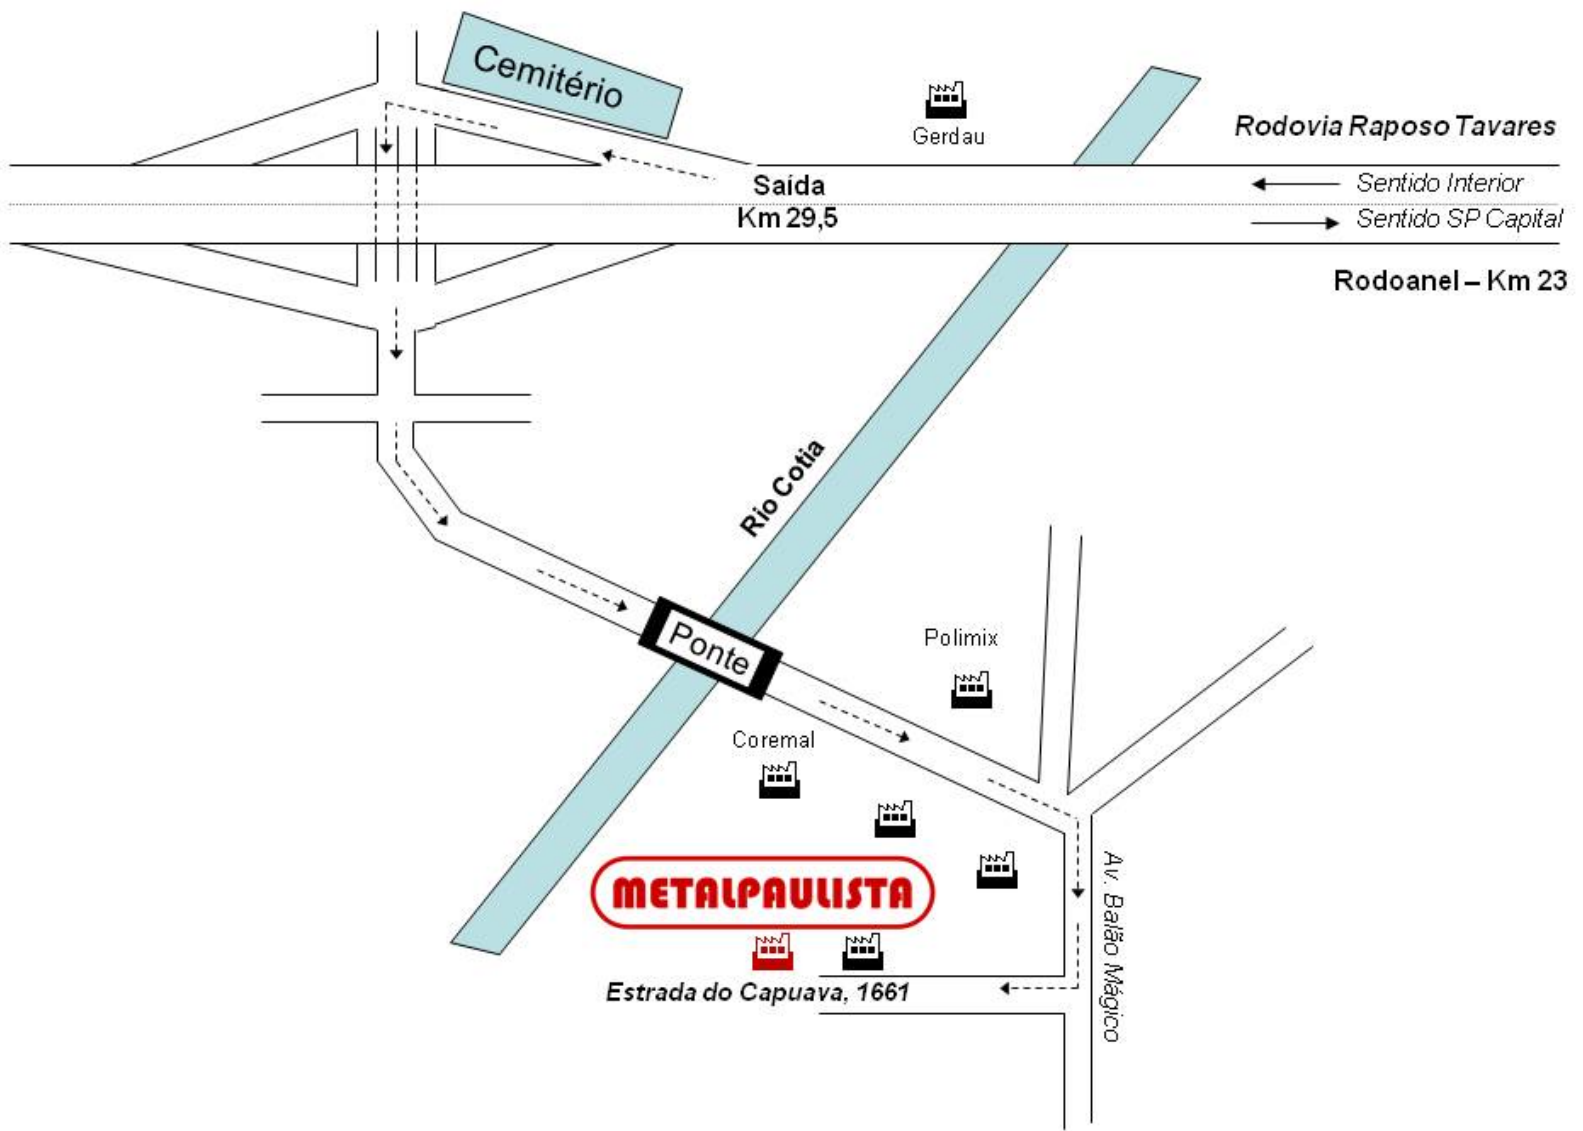 Cemitério
Gerdau
Rodovia Raposo Tavares
Saída
Km 29,5
Sentido Interior
Sentido SP Capital
Rodoanel – Km 23
Rio Cotia
Ponte
Polimix
Coremal
METALPAULISTA
Estrada do Capuava, 1661
Av. Balão Mágico